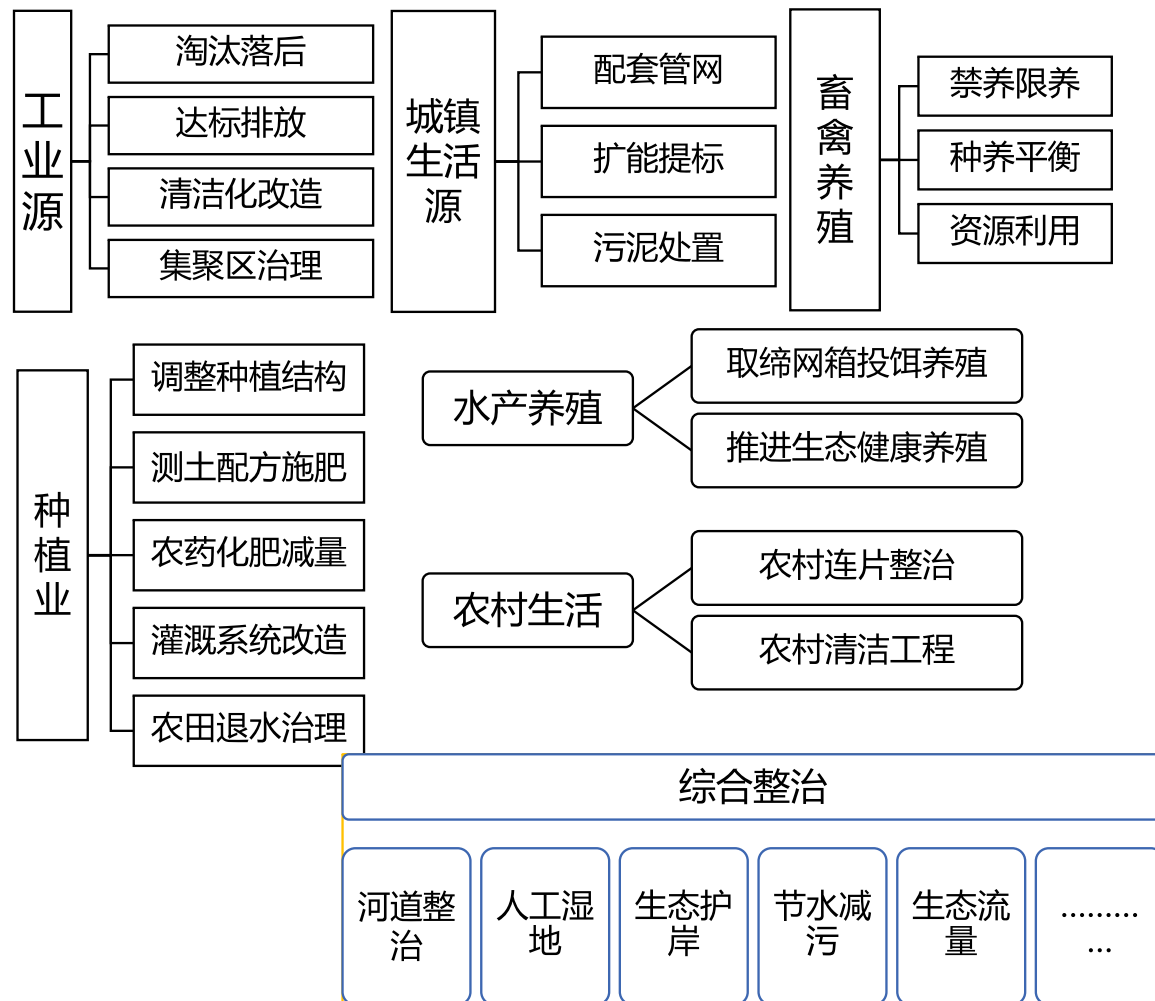 工业源
淘汰落后
达标排放
清洁化改造
集聚区治理
城镇
生活
源
配套管网
扩能提标
污泥处置
畜禽养殖
禁养限养
种养平衡
资源利用
种植业
调整种植结构
测土配方施肥
农药化肥减量
灌溉系统改造
农田退水治理
水产养殖
取缔网箱投饵养殖
推进生态健康养殖
农村生活
农村连片整治
农村清洁工程
综合整治
河道整
治
人工湿
地
生态护
岸
节水减
污
生态流
量
………
…